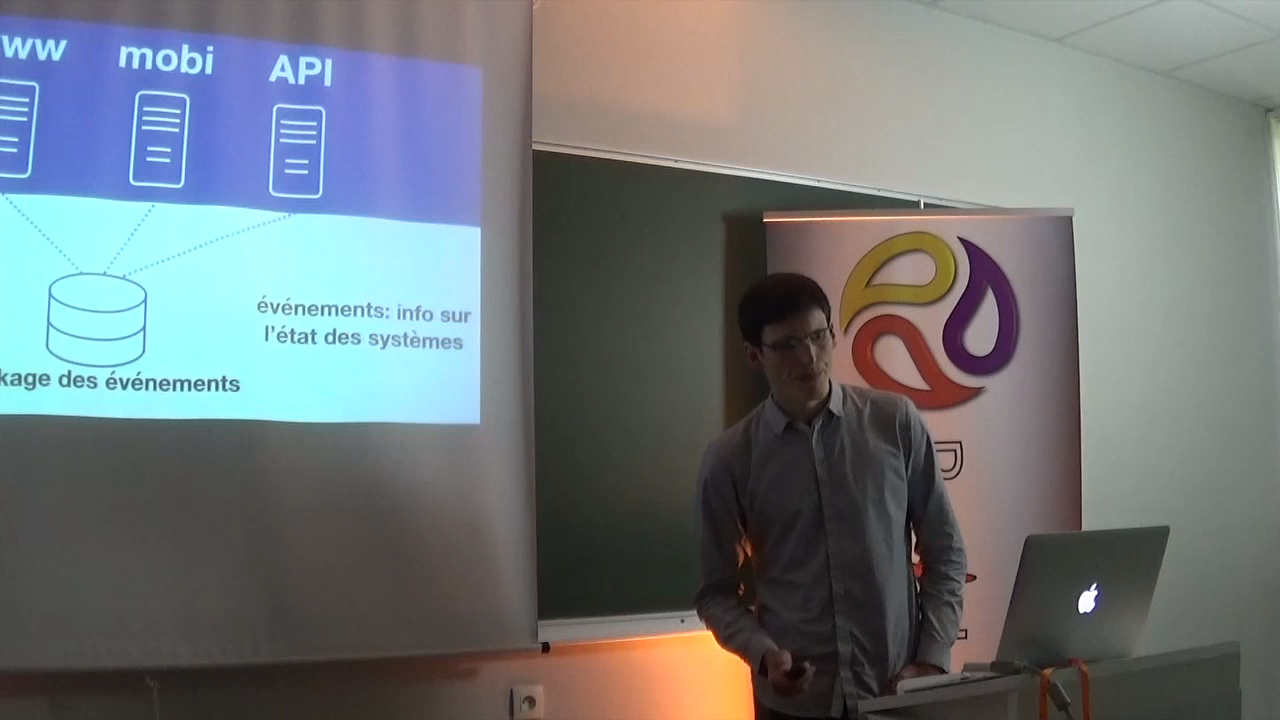 ww mobi API
événements: info sur
l'état des systèmes
kage des événements